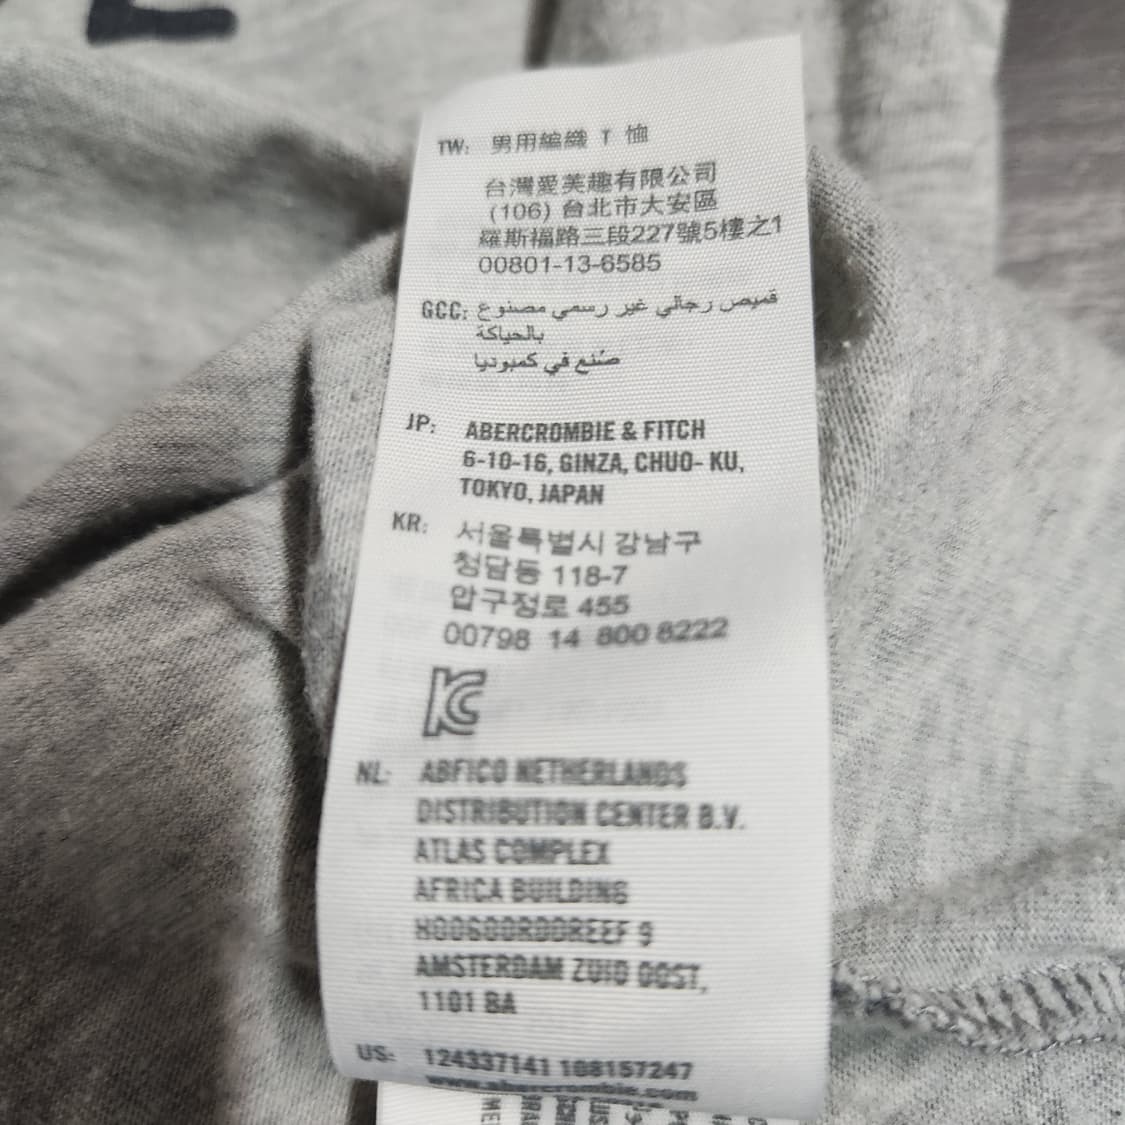 TW: 男用編織 T 恤
台灣愛芙趣有限公司
(106) 台北市大安區
羅斯福路三段227號5樓之1
00801-13-6585
GCC: قميص رجالي غير رسمي مصنوع
بالحياكة
صُنع في كمبوديا
JP: ABERCROMBIE & FITCH
6-10-16, GINZA, CHUO- KU,
TOKYO, JAPAN
KR: 서울특별시 강남구
청담동 118-7
압구정로 455
00798 14 800 8222
KC
NL: ABFICO NETHERLANDS
DISTRIBUTION CENTER B.V.
ATLAS COMPLEX
AFRICA BUILDING
HOOGOORDDREEF 9
AMSTERDAM ZUID OOST,
1101 BA
US: 124337141 108157247
www.abercrombie.com